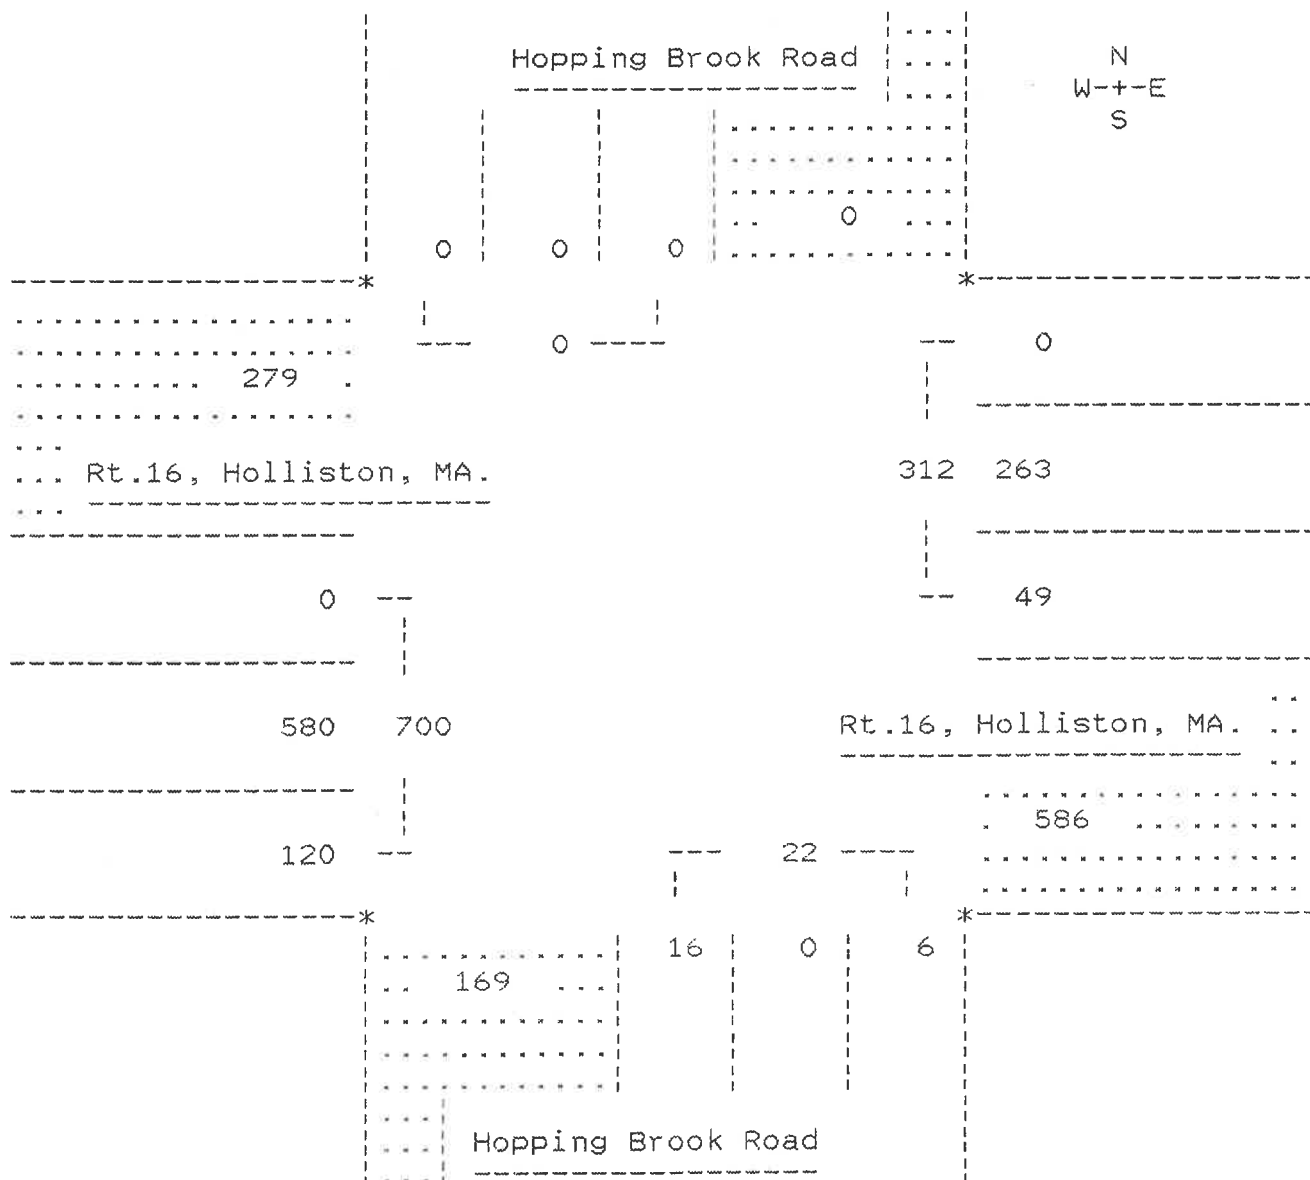 Hopping Brook Road
N
W-+-E
S
0
0 0 0
0
0
279
Rt.16, Holliston, MA.
312 263
0
49
580 700
Rt.16, Holliston, MA.
586
120
22
16 0 6
169
Hopping Brook Road